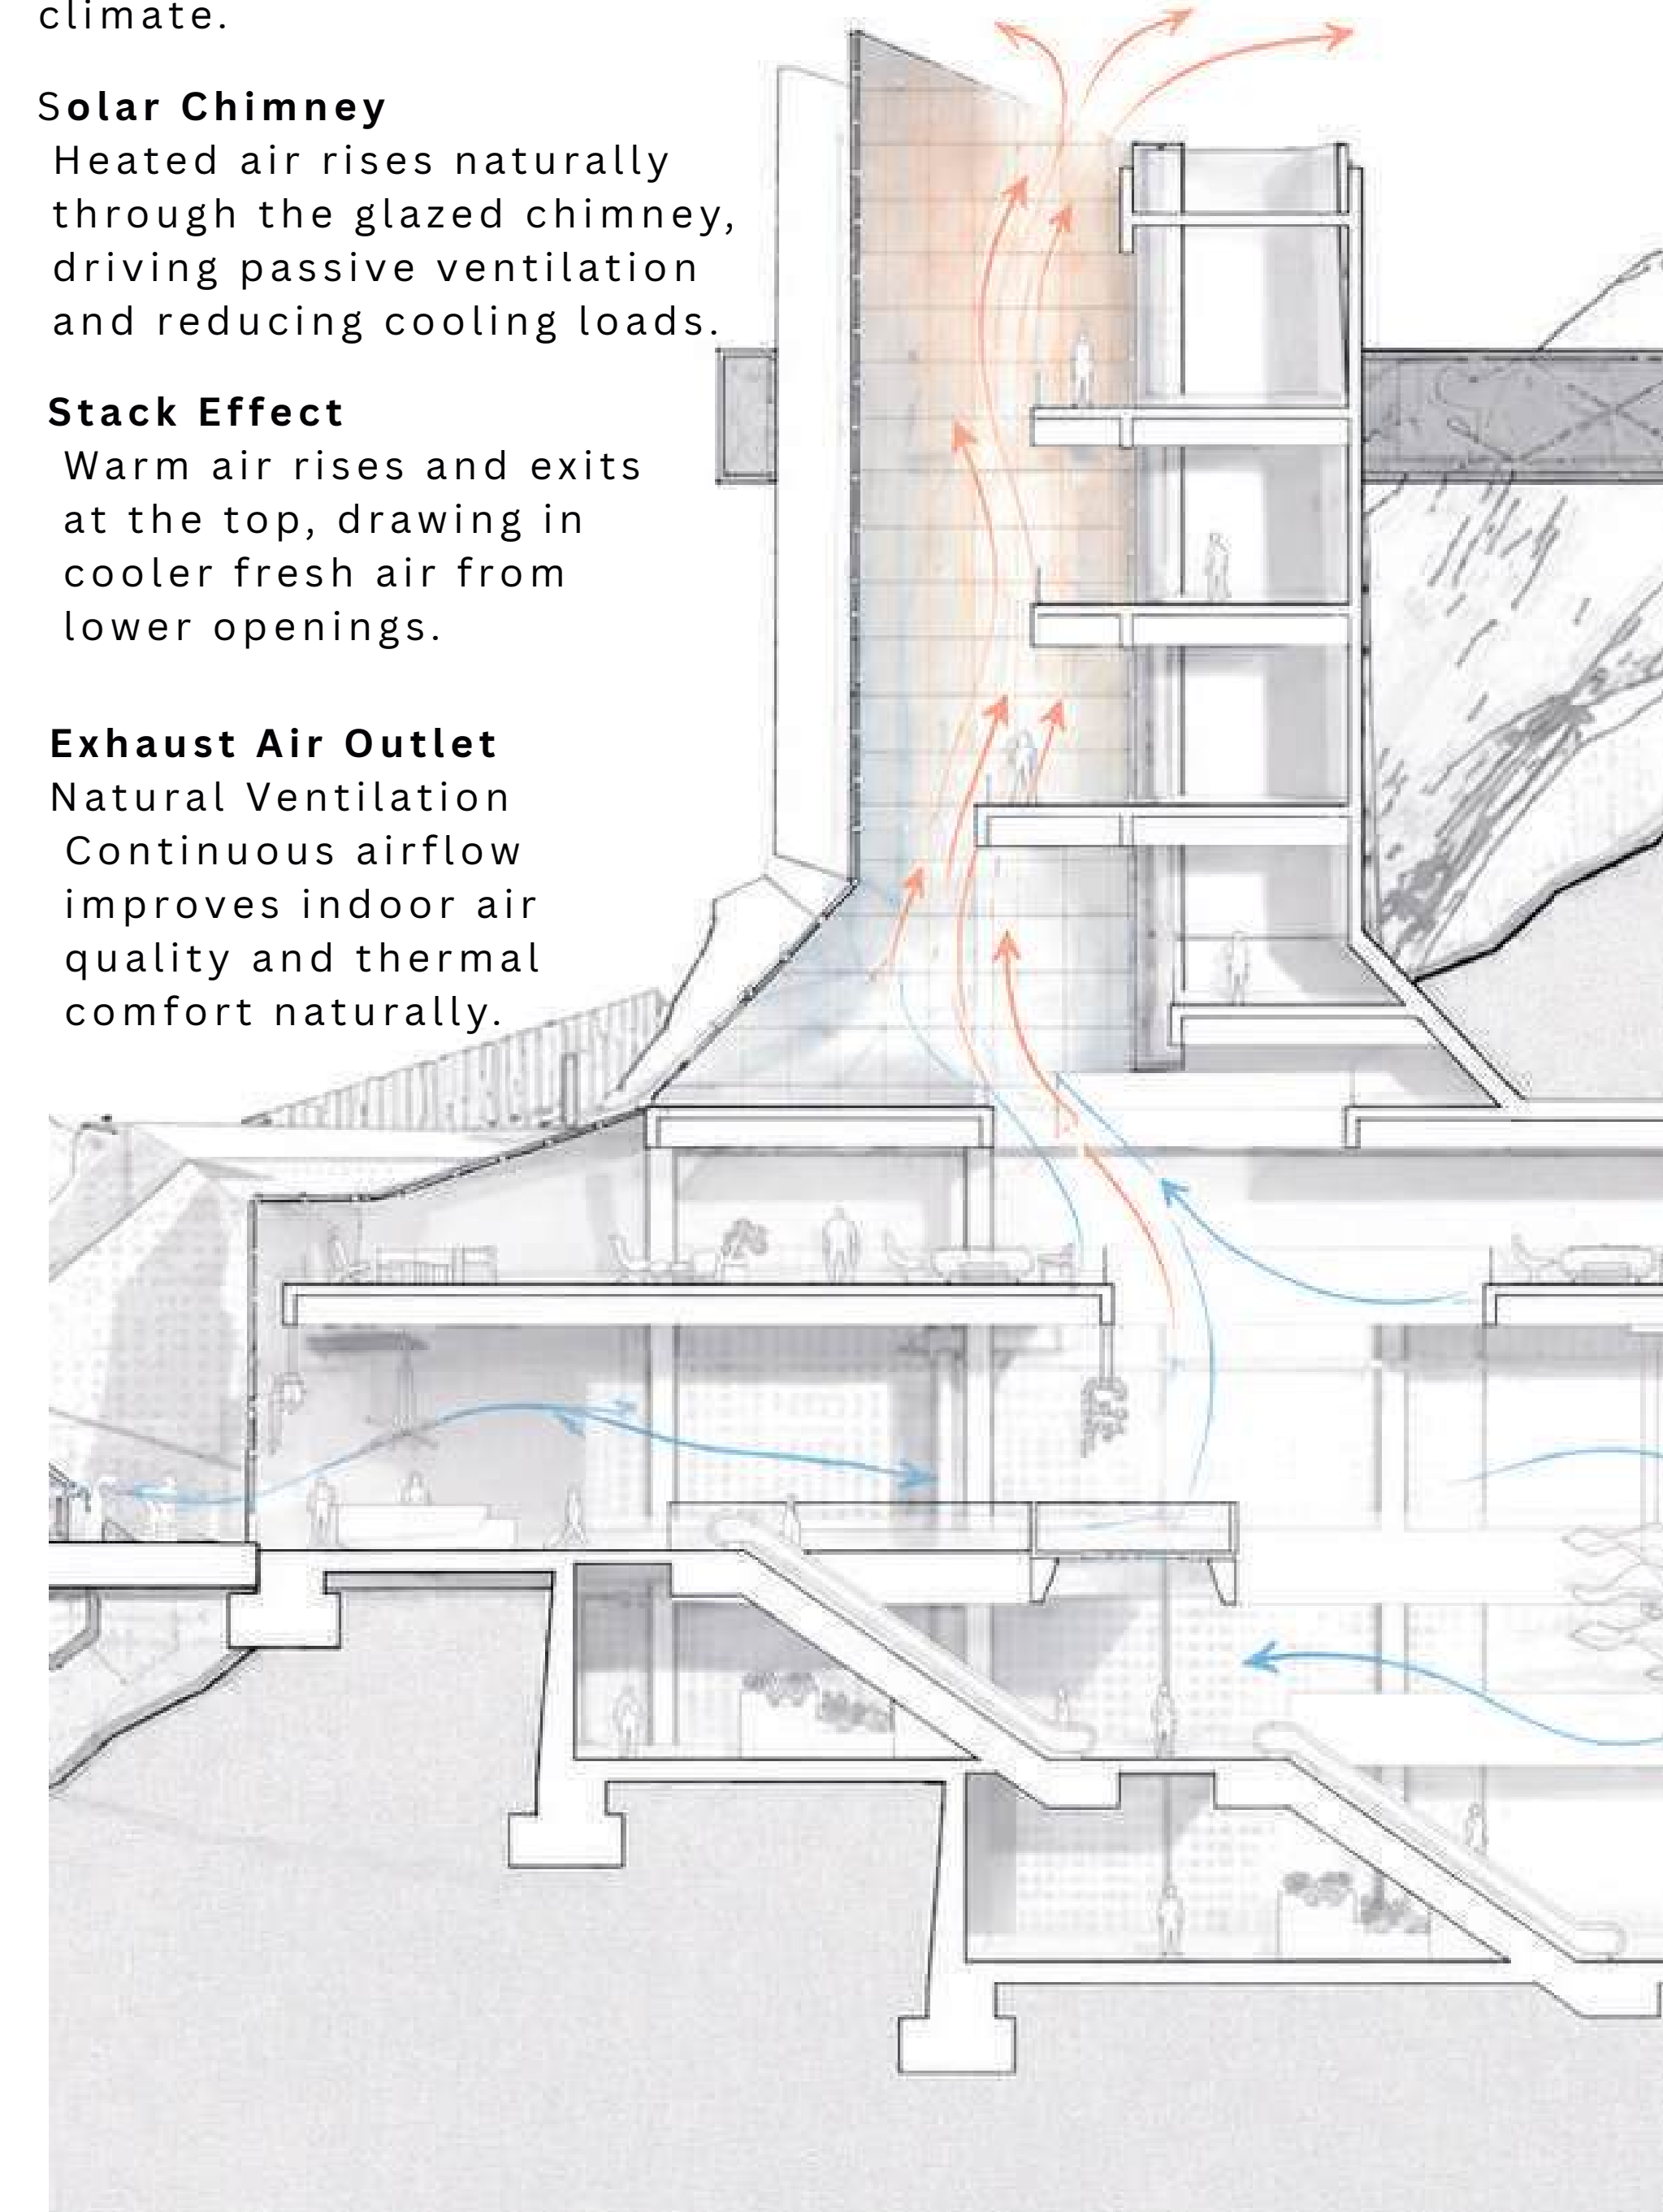 climate.
Solar Chimney
Heated air rises naturally
through the glazed chimney,
driving passive ventilation
and reducing cooling loads.
Stack Effect
Warm air rises and exits
at the top, drawing in
cooler fresh air from
lower openings.
Exhaust Air Outlet
Natural Ventilation
Continuous airflow
improves indoor air
quality and thermal
comfort naturally.